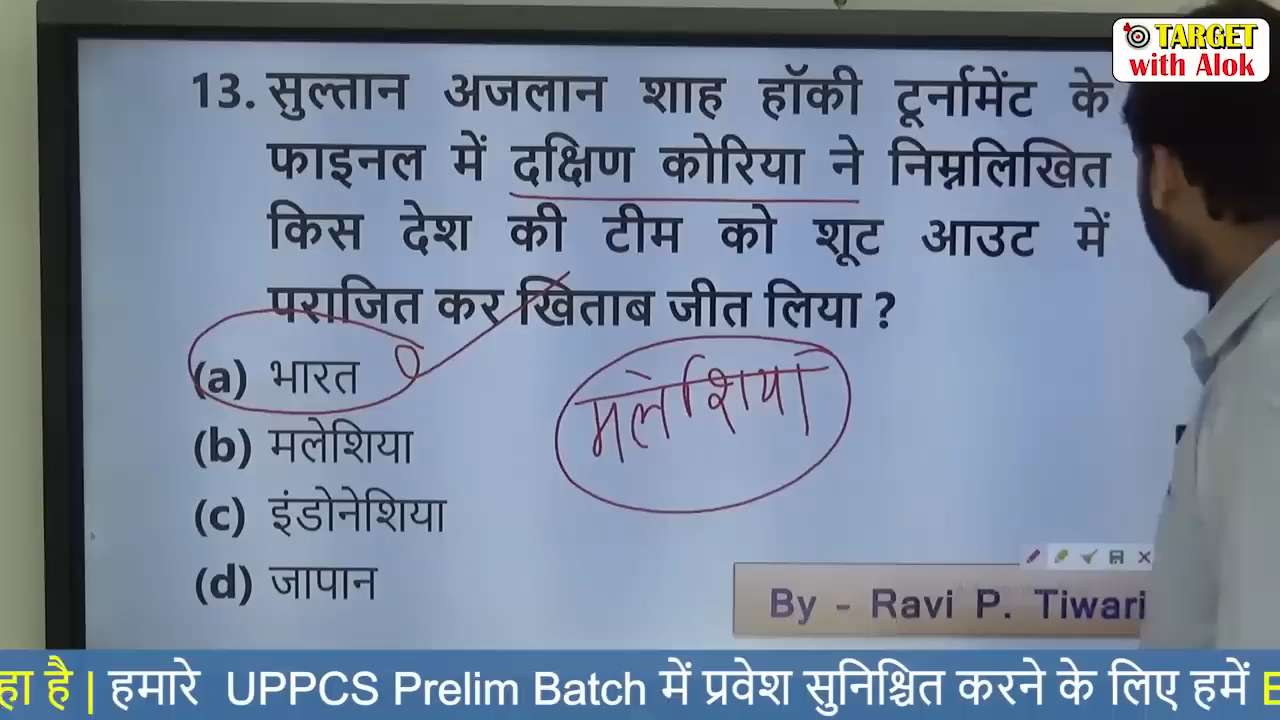 TARGET
with Alok
13. सुल्तान अजलान शाह हॉकी टूर्नामेंट के
फाइनल में दक्षिण कोरिया ने निम्नलिखित
किस देश की टीम को शूट आउट में
पराजित कर खिताब जीत लिया ?
(a) भारत
मलेशिया
(b) मलेशिया
(c) इंडोनेशिया
(d) जापान
By - Ravi P. Tiwari
हा है | हमारे UPPCS Prelim Batch में प्रवेश सुनिश्चित करने के लिए हमें E